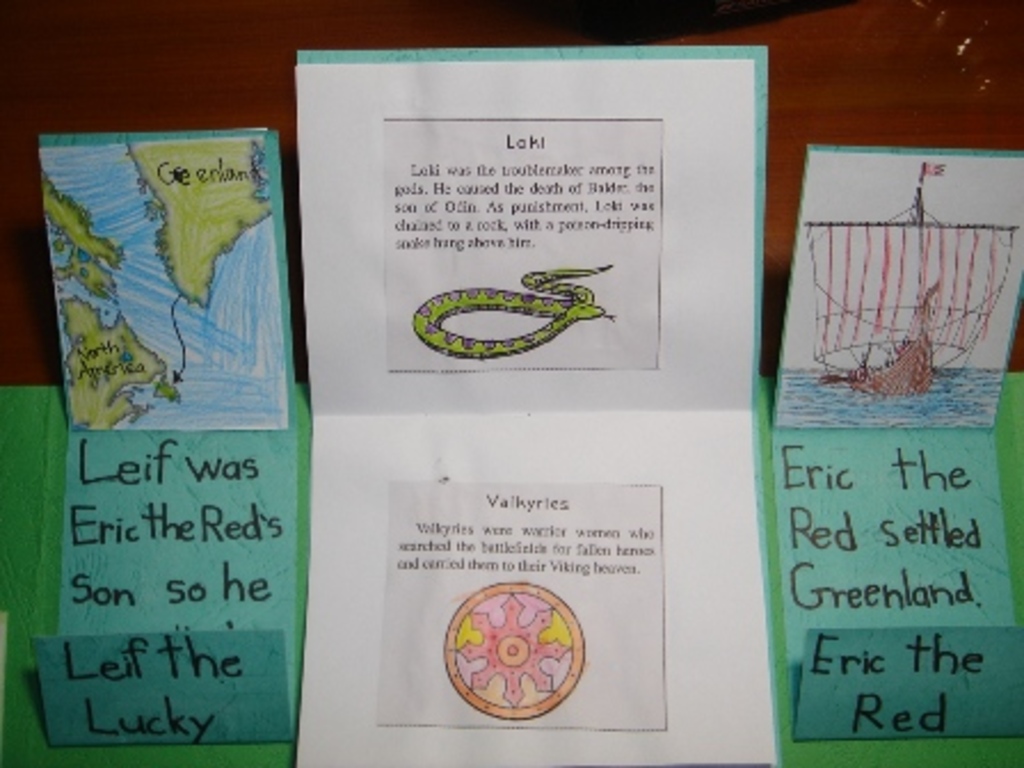 Greenland
North
America
Leif was
Eric the Red's
Son so he
Leif the
Lucky
Loki
Loki was the troublemaker among the
gods. He caused the death of Balder, the
son of Odin. As punishment, Loki was
chained to a rock, with a poison-dripping
snake hung above him.
Valkyries
Valkyries were warrior women who
searched the battlefields for fallen heroes
and carried them to their Viking heaven.
Eric the
Red settled
Greenland.
Eric the
Red